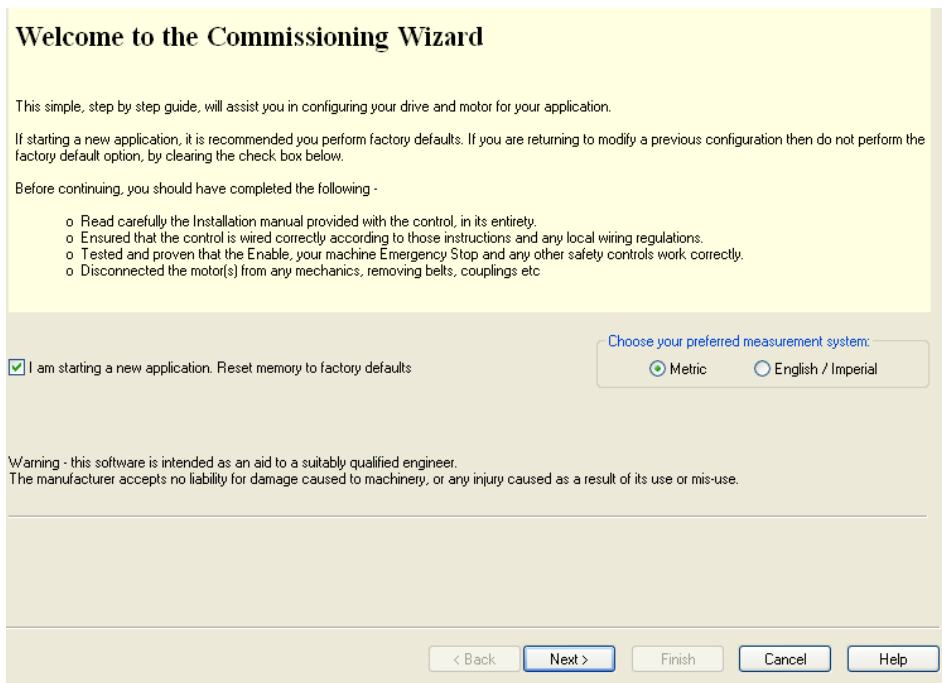 Welcome to the Commissioning Wizard
This simple, step by step guide, will assist you in configuring your drive and motor for your application.
If starting a new application, it is recommended you perform factory defaults. If you are returning to modify a previous configuration then do not perform the
factory default option, by clearing the check box below.
Before continuing, you should have completed the following -
o Read carefully the Installation manual provided with the control, in its entirety.
o Ensured that the control is wired correctly according to those instructions and any local wiring regulations.
o Tested and proven that the Enable, your machine Emergency Stop and any other safety controls work correctly.
o Disconnected the motor(s) from any mechanics, removing belts, couplings etc
Choose your preferred measurement system:
I am starting a new application. Reset memory to factory defaults
Metric English / Imperial
Warning - this software is intended as an aid to a suitably qualified engineer.
The manufacturer accepts no liability for damage caused to machinery, or any injury caused as a result of its use or mis-use.
< Back Next > Finish Cancel Help